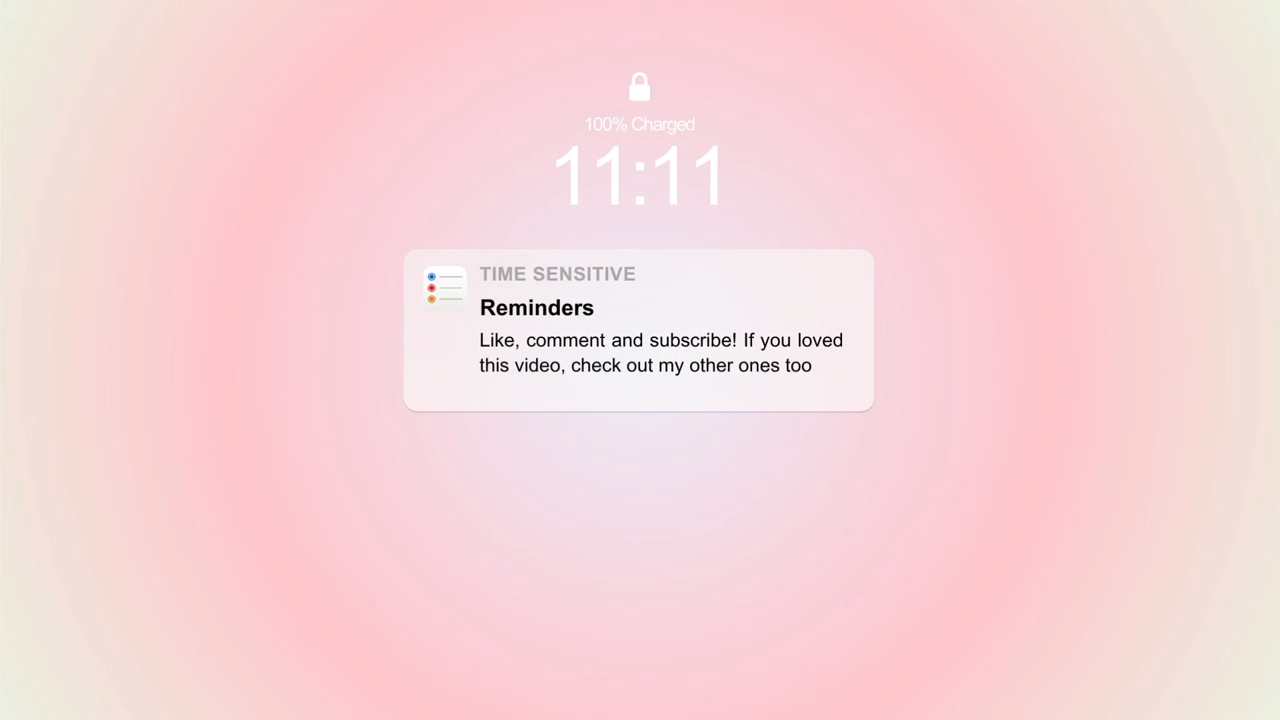 100% Charged
11:11
TIME SENSITIVE
Reminders
Like, comment and subscribe! If you loved
this video, check out my other ones too